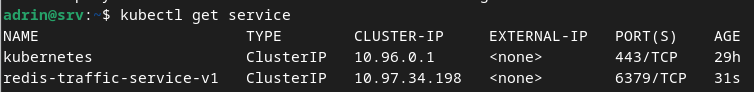 adrin@srv:~$ kubectl get service
NAME TYPE CLUSTER-IP EXTERNAL-IP PORT(S) AGE
kubernetes ClusterIP 10.96.0.1 <none> 443/TCP 29h
redis-traffic-service-v1 ClusterIP 10.97.34.198 <none> 6379/TCP 31s